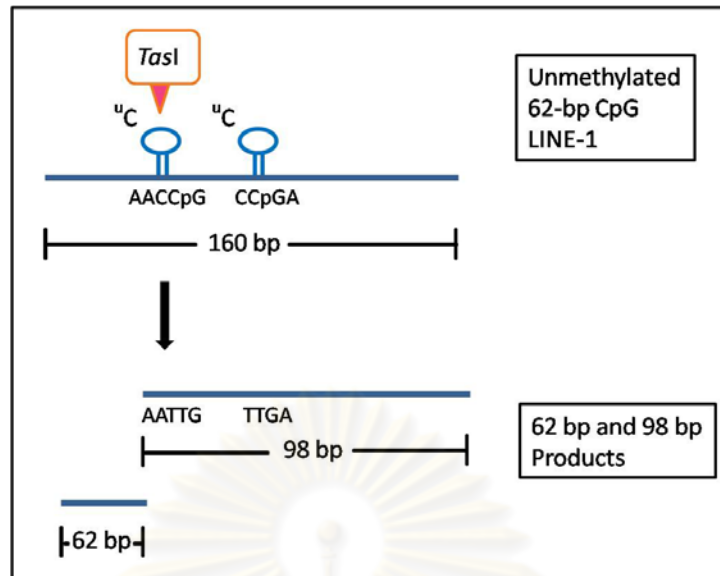 TasI
ᵘC
ᵘC
Unmethylated
62-bp CpG
LINE-1
AACCpG
CCpGA
160 bp
AATTG
TTGA
98 bp
62 bp and 98 bp
Products
62 bp